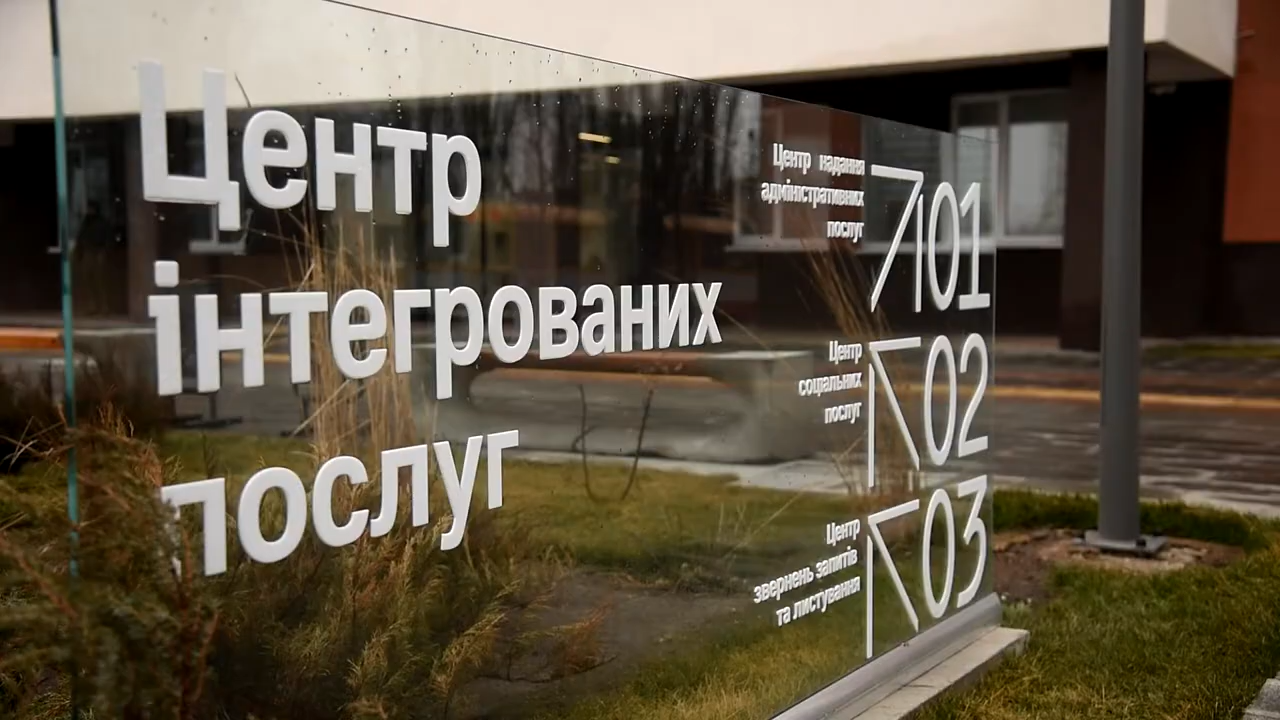 Центр
інтегрованих
послуг
Центр надання
адміністративних
послуг
01
Центр
соціальних
послуг
02
Центр
звернень запитів
та листування
03